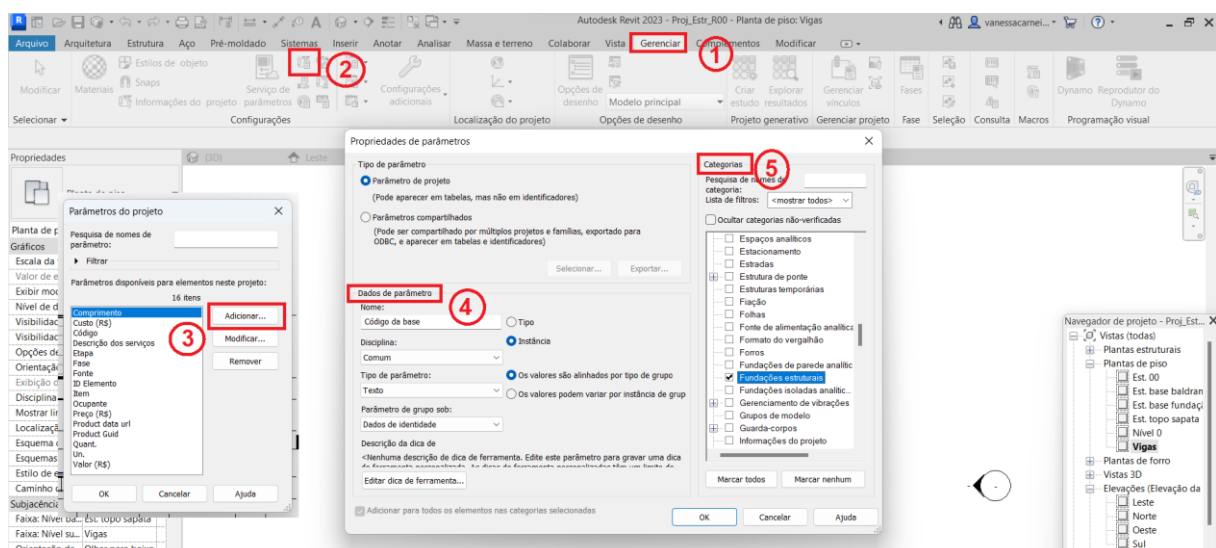 Autodesk Revit 2023 - Proj_Estr_R00 - Planta de piso: Vigas
vanessacarnei...
Arquivo Arquitetura Estrutura Aço Pré-moldado Sistemas Inserir Anotar Analisar Massa e terreno Colaborar Vista Gerenciar Complementos Modificar
1
2
Modificar
Materiais
Estilos de objeto
Snaps
Informações do projeto
Serviço de
parâmetros
Configurações
adicionais
Opções de
desenho
Modelo principal
Criar
estudo
Explorar
resultados
Gerenciar
vínculos
Fases
Dynamo
Reprodutor do
Dynamo
Selecionar
Configurações
Localização do projeto
Opções de desenho
Projeto generativo
Gerenciar projeto
Fase
Seleção
Consulta
Macros
Programação visual
Propriedades
(3D)
Leste
Planta de p
Gráficos
Escala da
Valor de e
Exibir mod
Nível de d
Visibilidad
Visibilidad
Opções de
Orientaçã
Exibição d
Disciplina
Mostrar lin
Localizaçã
Esquema d
Esquemas
Estilo de e
Caminho d
Subjacência
Faixa: Nível ba... Est. topo sapata
Faixa: Nível su... Vigas
Parâmetros do projeto
Pesquisa de nomes de
parâmetro:
Filtrar
Parâmetros disponíveis para elementos neste projeto:
16 itens
Comprimento
Custo (R$)
Código
Descrição dos serviços
Etapa
Fase
Fonte
ID Elemento
Item
Ocupante
Preço (R$)
Product data url
Product Guid
Quant.
Un.
Valor (R$)
Adicionar...
3
Modificar...
Remover
OK Cancelar Ajuda
Propriedades de parâmetros
Tipo de parâmetro
Parâmetro de projeto
(Pode aparecer em tabelas, mas não em identificadores)
Parâmetros compartilhados
(Pode ser compartilhado por múltiplos projetos e famílias, exportado para
ODBC, e aparecer em tabelas e identificadores)
Selecionar... Exportar...
Dados de parâmetro
4
Nome:
Código da base
Tipo
Disciplina:
Instância
Comum
Tipo de parâmetro:
Os valores são alinhados por tipo de grupo
Texto
Os valores podem variar por instância de grup
Parâmetro de grupo sob:
Dados de identidade
Descrição da dica de
<Nenhuma descrição de dica de ferramenta. Edite este parâmetro para gravar uma dica
Editar dica de ferramenta...
Adicionar para todos os elementos nas categorias selecionadas
Categorias
5
Pesquisa de nomes de
categoria:
Lista de filtros: <mostrar todos>
Ocultar categorias não-verificadas
Espaços analíticos
Estacionamento
Estradas
Estrutura de ponte
Estruturas temporárias
Fiação
Folhas
Fonte de alimentação analítica
Formato do vergalhão
Forros
Fundações de parede analític
Fundações estruturais
Fundações isoladas analític...
Gerenciamento de vibrações
Grupos de modelo
Guarda-corpos
Informações do projeto
Marcar todos Marcar nenhum
OK Cancelar Ajuda
Navegador de projeto - Proj_Est...
Vistas (todas)
Plantas estruturais
Plantas de piso
Est. 00
Est. base baldran
Est. base fundaçi
Est. topo sapata
Nível 0
Vigas
Plantas de forro
Vistas 3D
Elevações (Elevação da
Leste
Norte
Oeste
Sul